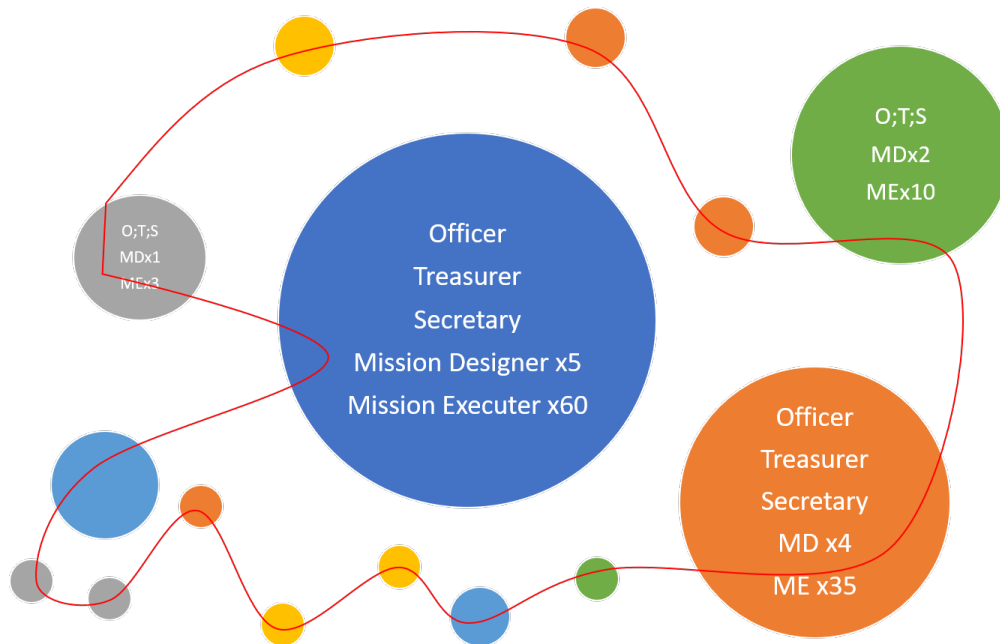 O;T;S
MDx2
MEx10
O;T;S
MDx1
MEx3
Officer
Treasurer
Secretary
Mission Designer x5
Mission Executer x60
Officer
Treasurer
Secretary
MD x4
ME x35